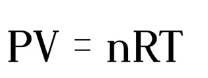 PV = nRT